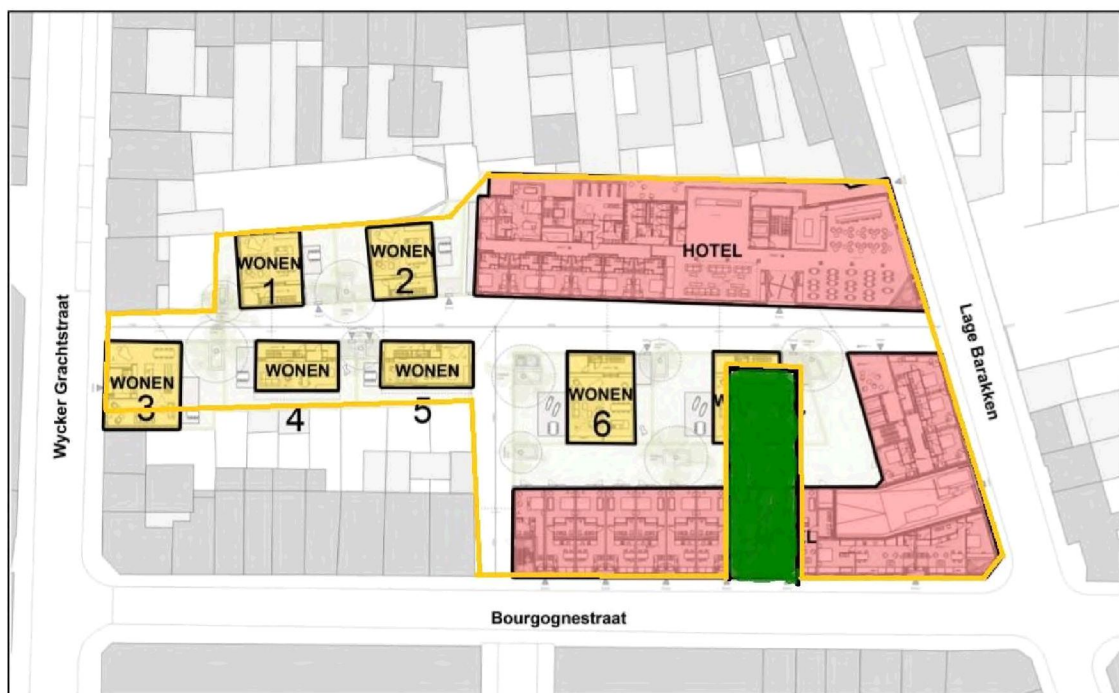 WONEN
1
WONEN
2
HOTEL
WONEN
3
WONEN
4
WONEN
5
WONEN
6
Wycker Grachtstraat
Lage Barakken
Bourgognestraat